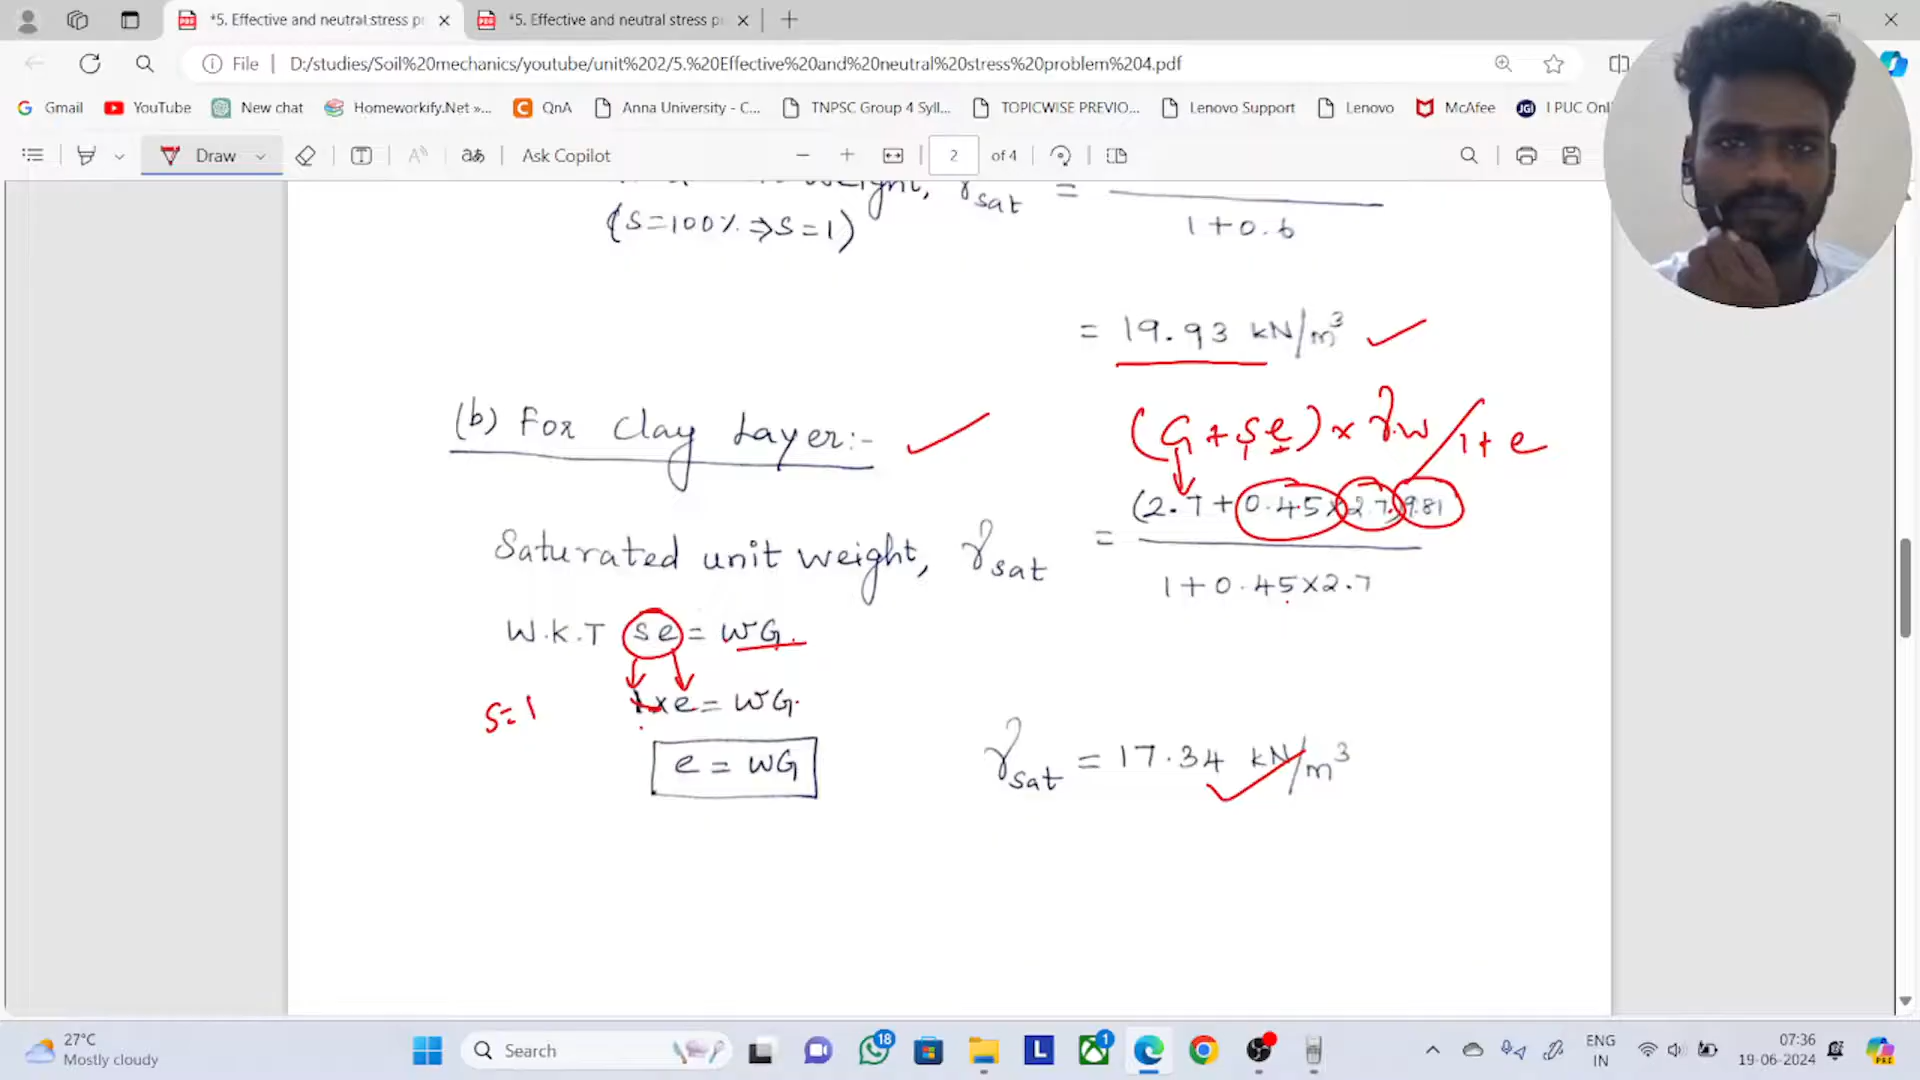 *5. Effective and neutral stress pr
*5. Effective and neutral stress p
File
D:/studies/Soil%20mechanics/youtube/unit%202/5.%20Effective%20and%20neutral%20stress%20problem%204.pdf
Gmail YouTube New chat Homeworkify.Net »... QnA Anna University - C... TNPSC Group 4 Syll... TOPICWISE PREVIO... Lenovo Support Lenovo McAfee I PUC Onl
Draw Ask Copilot 2 of 4
γsat =
(S=100% ⇒ S=1)
1+0.6
= 19.93 kN/m³
(b) For Clay Layer:-
(G+Se) × γw / 1+e
Saturated unit weight, γsat = (2.7+0.45×2.7)9.81
1+0.45×2.7
W.K.T Se = wG.
S=1
1×e = wG.
e = wG
γsat = 17.34 kN/m³
27°C
Mostly cloudy
Search
18
1
ENG
IN
07:36
19-06-2024